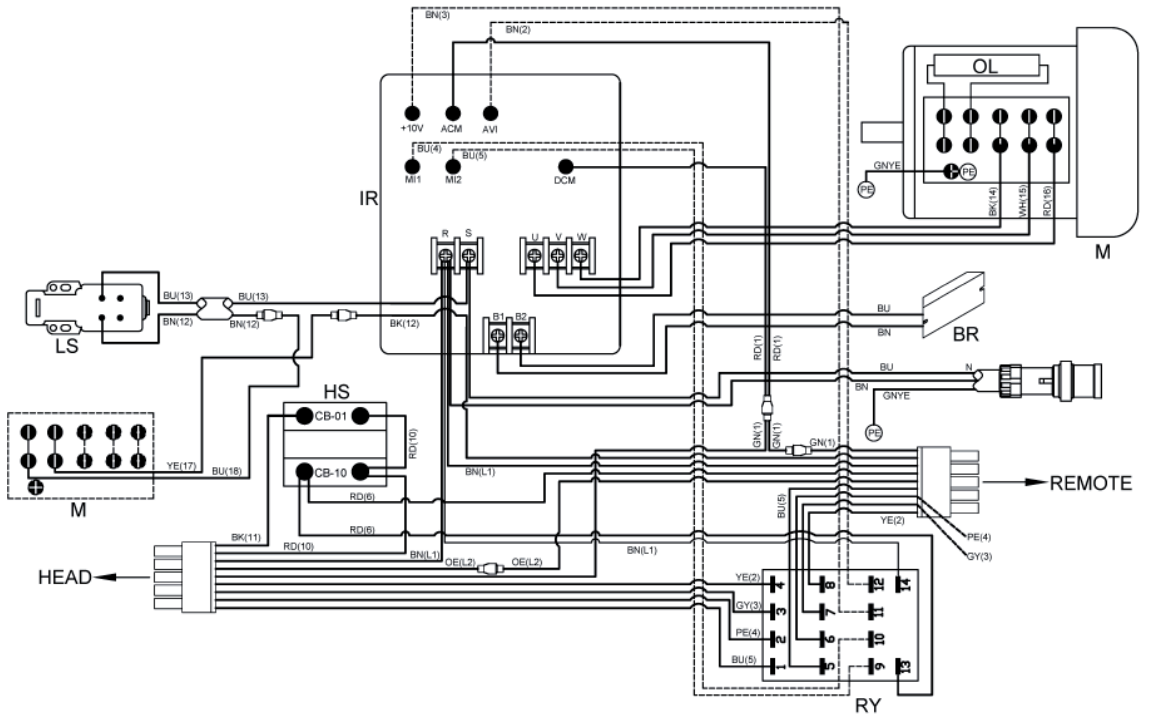 BN(3)
BN(2)
OL
+10V
ACM
AVI
BU(4)
BU(5)
MI1
MI2
DCM
GNYE
PE
PE
IR
BK(14)
WH(15)
RD(16)
R
S
U
V
W
M
BU(13)
BU(13)
BN(12)
BN(12)
BK(12)
LS
B1
B2
BU
BN
BR
RD(1)
RD(1)
BU
N
BN
GNYE
PE
HS
CB-01
CB-10
RD(10)
YE(17)
BU(18)
M
GN(1)
GN(1)
GN(1)
BN(L1)
RD(6)
RD(6)
REMOTE
BU(5)
YE(2)
PE(4)
GY(3)
BK(11)
RD(10)
BN(L1)
BN(L1)
OE(L2)
OE(L2)
HEAD
YE(2)
GY(3)
PE(4)
BU(5)
4
8
12
14
3
7
11
2
6
10
1
5
9
13
RY